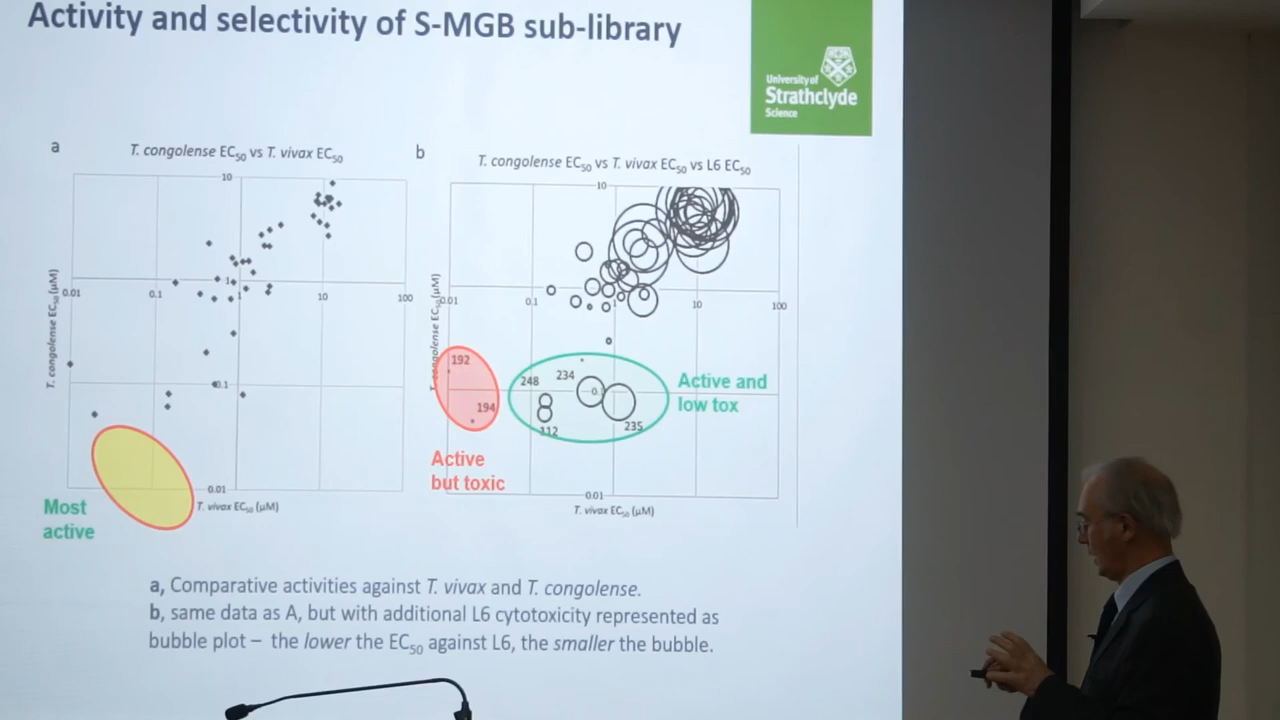 Activity and selectivity of S-MGB sub-library
University of
Strathclyde
Science
a
T. congolense EC50 vs T. vivax EC50
10
T. congolense EC50 (µM)
0.01
0.1
1
10
100
0.1
0.01
T. vivax EC50 (µM)
Most
active
b
T. congolense EC50 vs T. vivax EC50 vs L6 EC50
10
T. congolense EC50 (µM)
0.01
0.1
1
10
100
192
194
248
234
0.1
112
235
Active and
low tox
Active
but toxic
0.01
T. vivax EC50 (µM)
a, Comparative activities against T. vivax and T. congolense.
b, same data as A, but with additional L6 cytotoxicity represented as
bubble plot – the lower the EC50 against L6, the smaller the bubble.